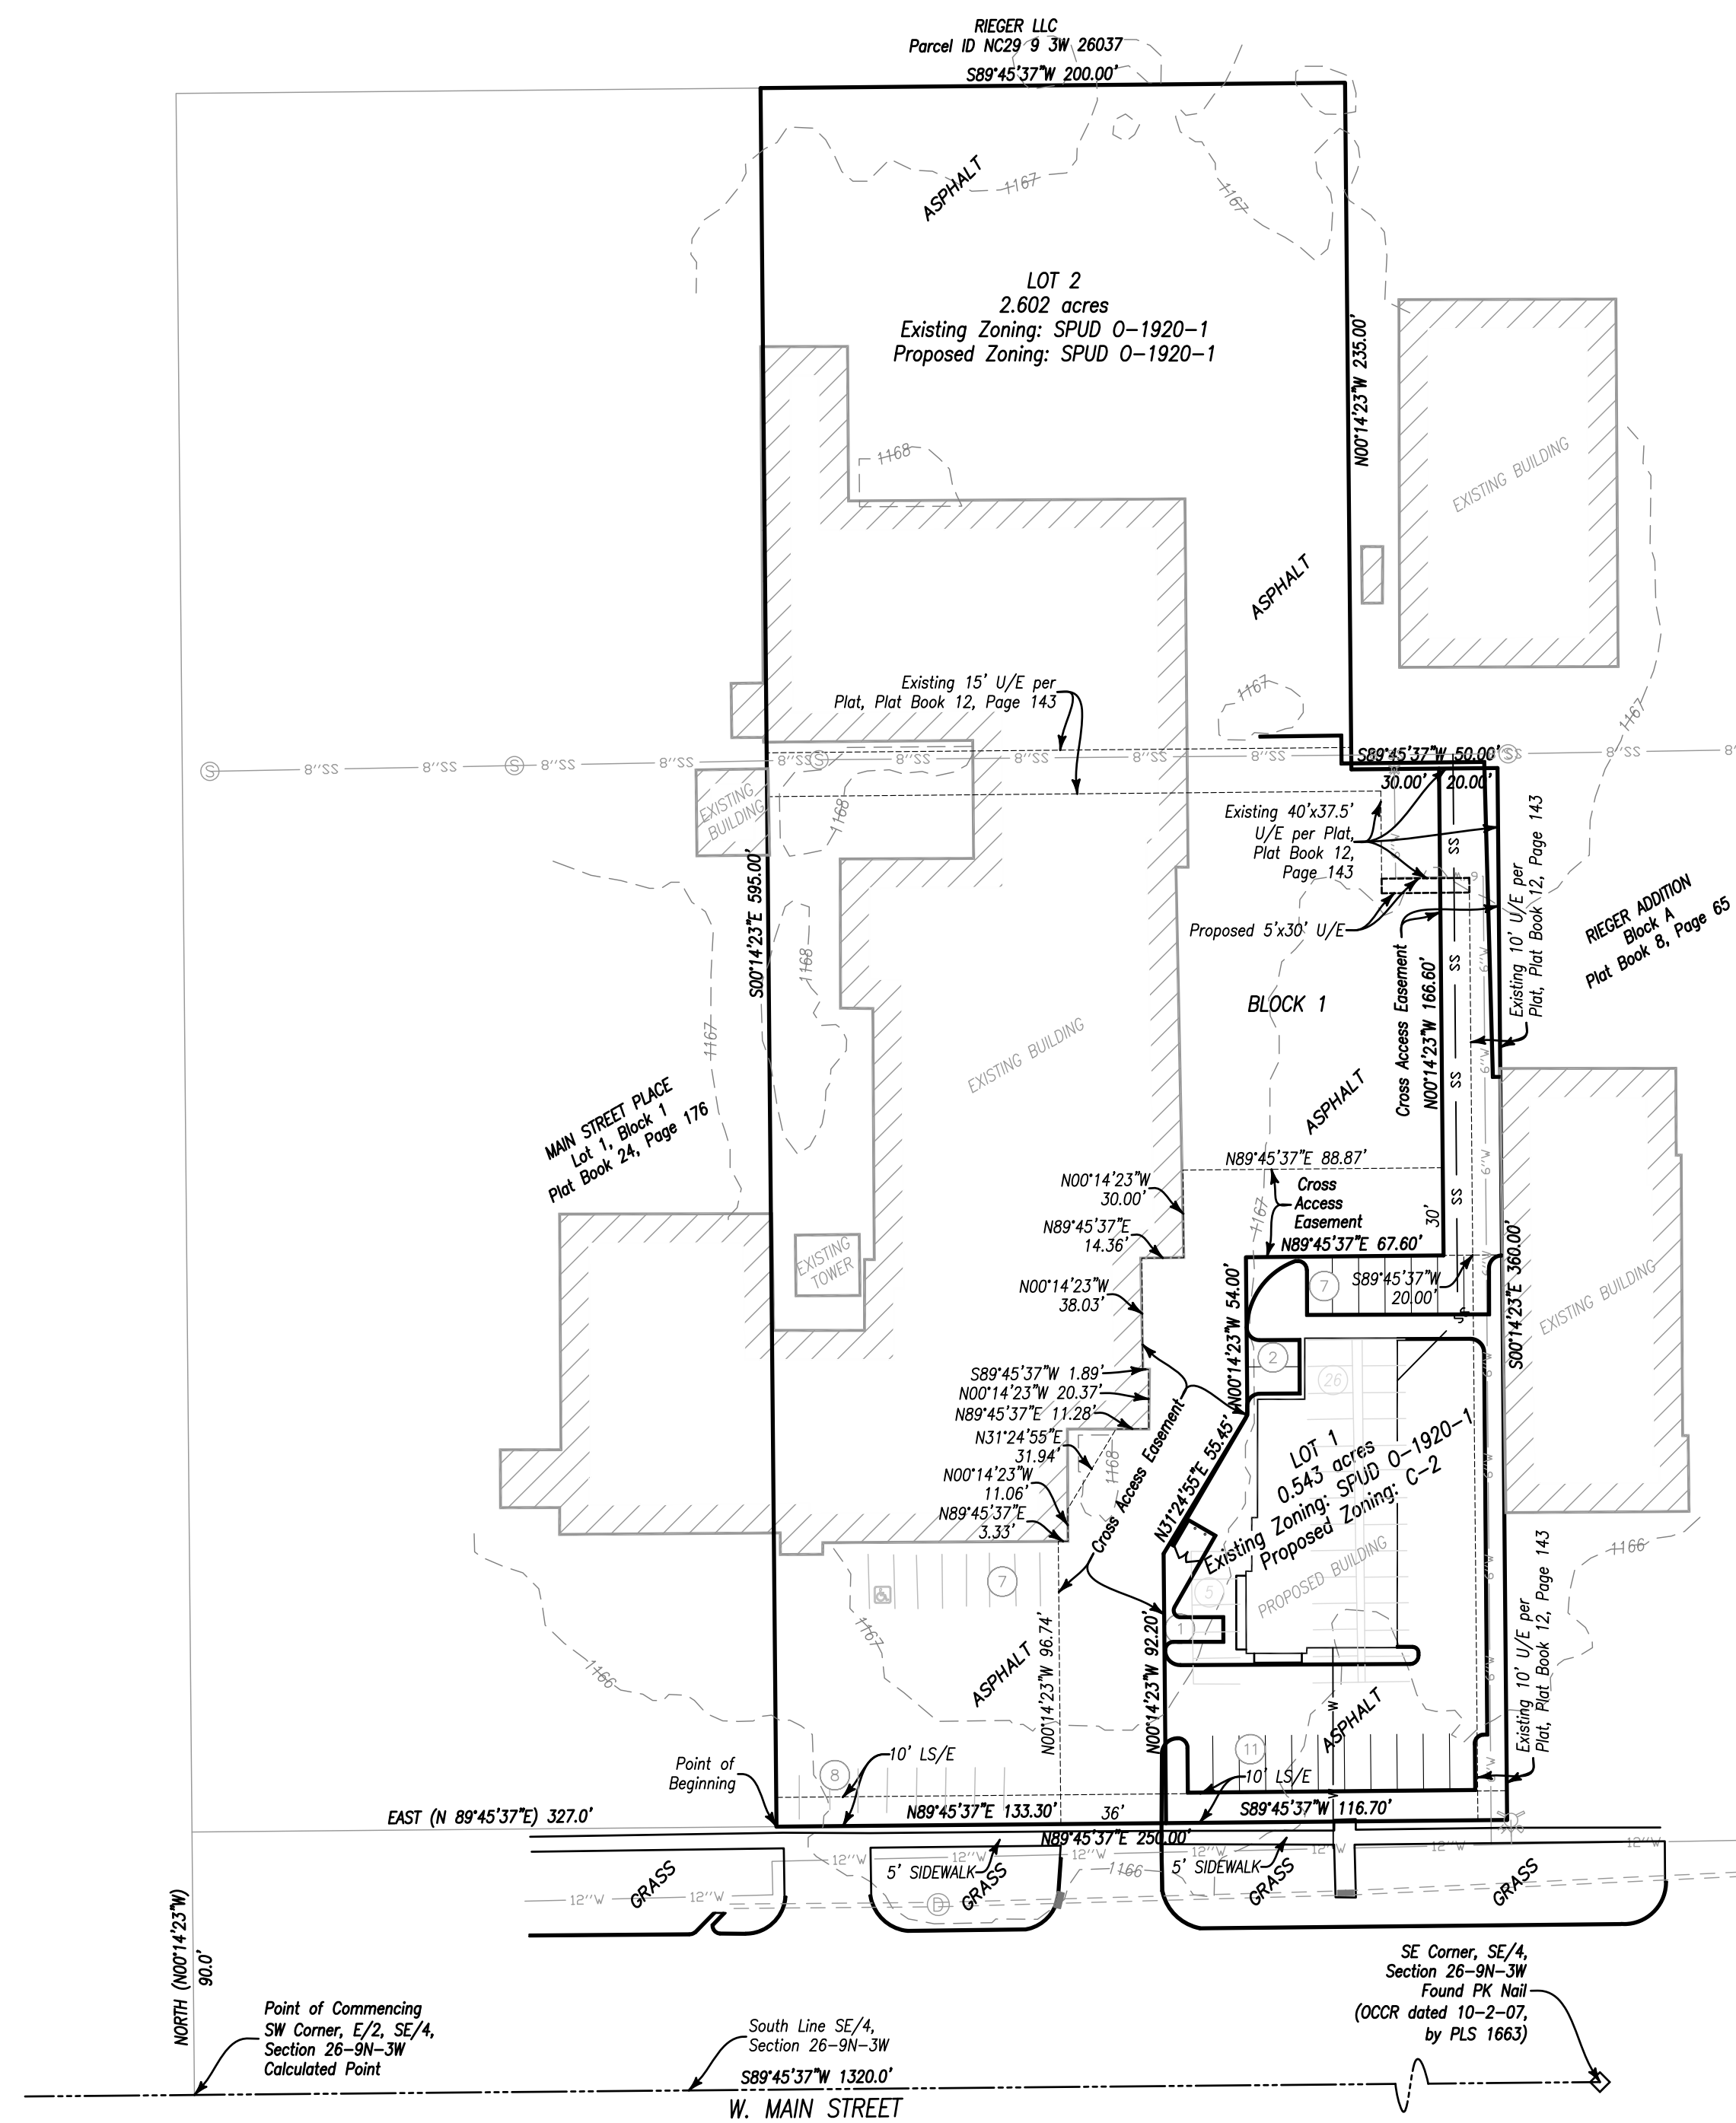 RIEGER LLC
Parcel ID NC29 9 3W 26037
S89°45'37"W 200.00'
ASPHALT
1167
1167
LOT 2
2.602 acres
Existing Zoning: SPUD O-1920-1
Proposed Zoning: SPUD O-1920-1
N00°14'23"W 235.00'
1168
EXISTING BUILDING
ASPHALT
Existing 15' U/E per
Plat, Plat Book 12, Page 143
1167
1167
S 8"SS 8"SS S 8"SS 8"SS 8"SS S 8"SS 8"SS 8"SS 8"SS S 8"SS
S89°45'37"W 50.00'
30.00' 20.00'
EXISTING
BUILDING
1168
Existing 40'x37.5'
U/E per Plat,
Plat Book 12,
Page 143
Proposed 5'x30' U/E
S00°14'23"E 595.00'
1168
1167
Cross Access Easement
N00°14'23"W 166.60'
SS
SS
SS
SS
Existing 10' U/E per
Plat, Plat Book 12, Page 143
RIEGER ADDITION
Block A
Plat Book 8, Page 65
BLOCK 1
EXISTING BUILDING
ASPHALT
MAIN STREET PLACE
Lot 1, Block 1
Plat Book 24, Page 176
N89°45'37"E 88.87'
N00°14'23"W
30.00'
Cross
Access
Easement
30'
1167
N89°45'37"E
14.36'
N89°45'37"E 67.60'
EXISTING
TOWER
N00°14'23"W
38.03'
N00°14'23"W 54.00'
7
S89°45'37"W
20.00'
S00°14'23"E 360.00'
EXISTING BUILDING
2
26
S89°45'37"W 1.89'
N00°14'23"W 20.37'
N89°45'37"E 11.28'
N31°24'55"E
31.94'
1168
N00°14'23"W
11.06'
N89°45'37"E
3.33'
Cross Access Easement
N31°24'55"E 55.45'
LOT 1
0.543 acres
Existing Zoning: SPUD O-1920-1
Proposed Zoning: C-2
PROPOSED BUILDING
1166
7
5
1
1167
1166
ASPHALT
N00°14'23"W 96.74'
N00°14'23"W 92.20'
ASPHALT
Existing 10' U/E per
Plat, Plat Book 12, Page 143
W
W
11
Point of
Beginning
8
10' LS/E
10' LS/E
EAST (N 89°45'37"E) 327.0'
N89°45'37"E 133.30'
36'
S89°45'37"W 116.70'
N89°45'37"E 250.00'
12"W 12"W 12"W 12"W 12"W 12"W 12"W 12"W 12"W
GRASS
5' SIDEWALK
GRASS
1166
5' SIDEWALK
GRASS
GRASS
D
NORTH (N00°14'23"W)
90.0'
Point of Commencing
SW Corner, E/2, SE/4,
Section 26-9N-3W
Calculated Point
South Line SE/4,
Section 26-9N-3W
SE Corner, SE/4,
Section 26-9N-3W
Found PK Nail
(OCCR dated 10-2-07,
by PLS 1663)
S89°45'37"W 1320.0'
W. MAIN STREET